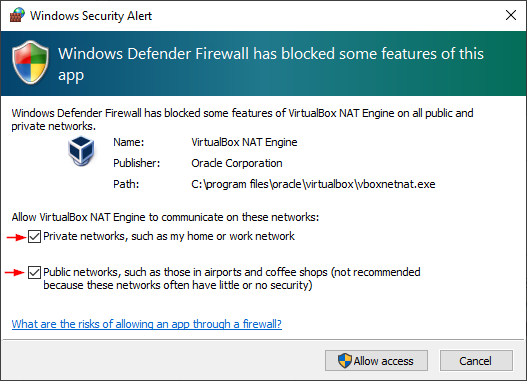 Windows Security Alert
Windows Defender Firewall has blocked some features of this
app
Windows Defender Firewall has blocked some features of VirtualBox NAT Engine on all public and
private networks.
Name: VirtualBox NAT Engine
Publisher: Oracle Corporation
Path: C:\program files\oracle\virtualbox\vboxnetnat.exe
Allow VirtualBox NAT Engine to communicate on these networks:
Private networks, such as my home or work network
Public networks, such as those in airports and coffee shops (not recommended
because these networks often have little or no security)
What are the risks of allowing an app through a firewall?
Allow access Cancel